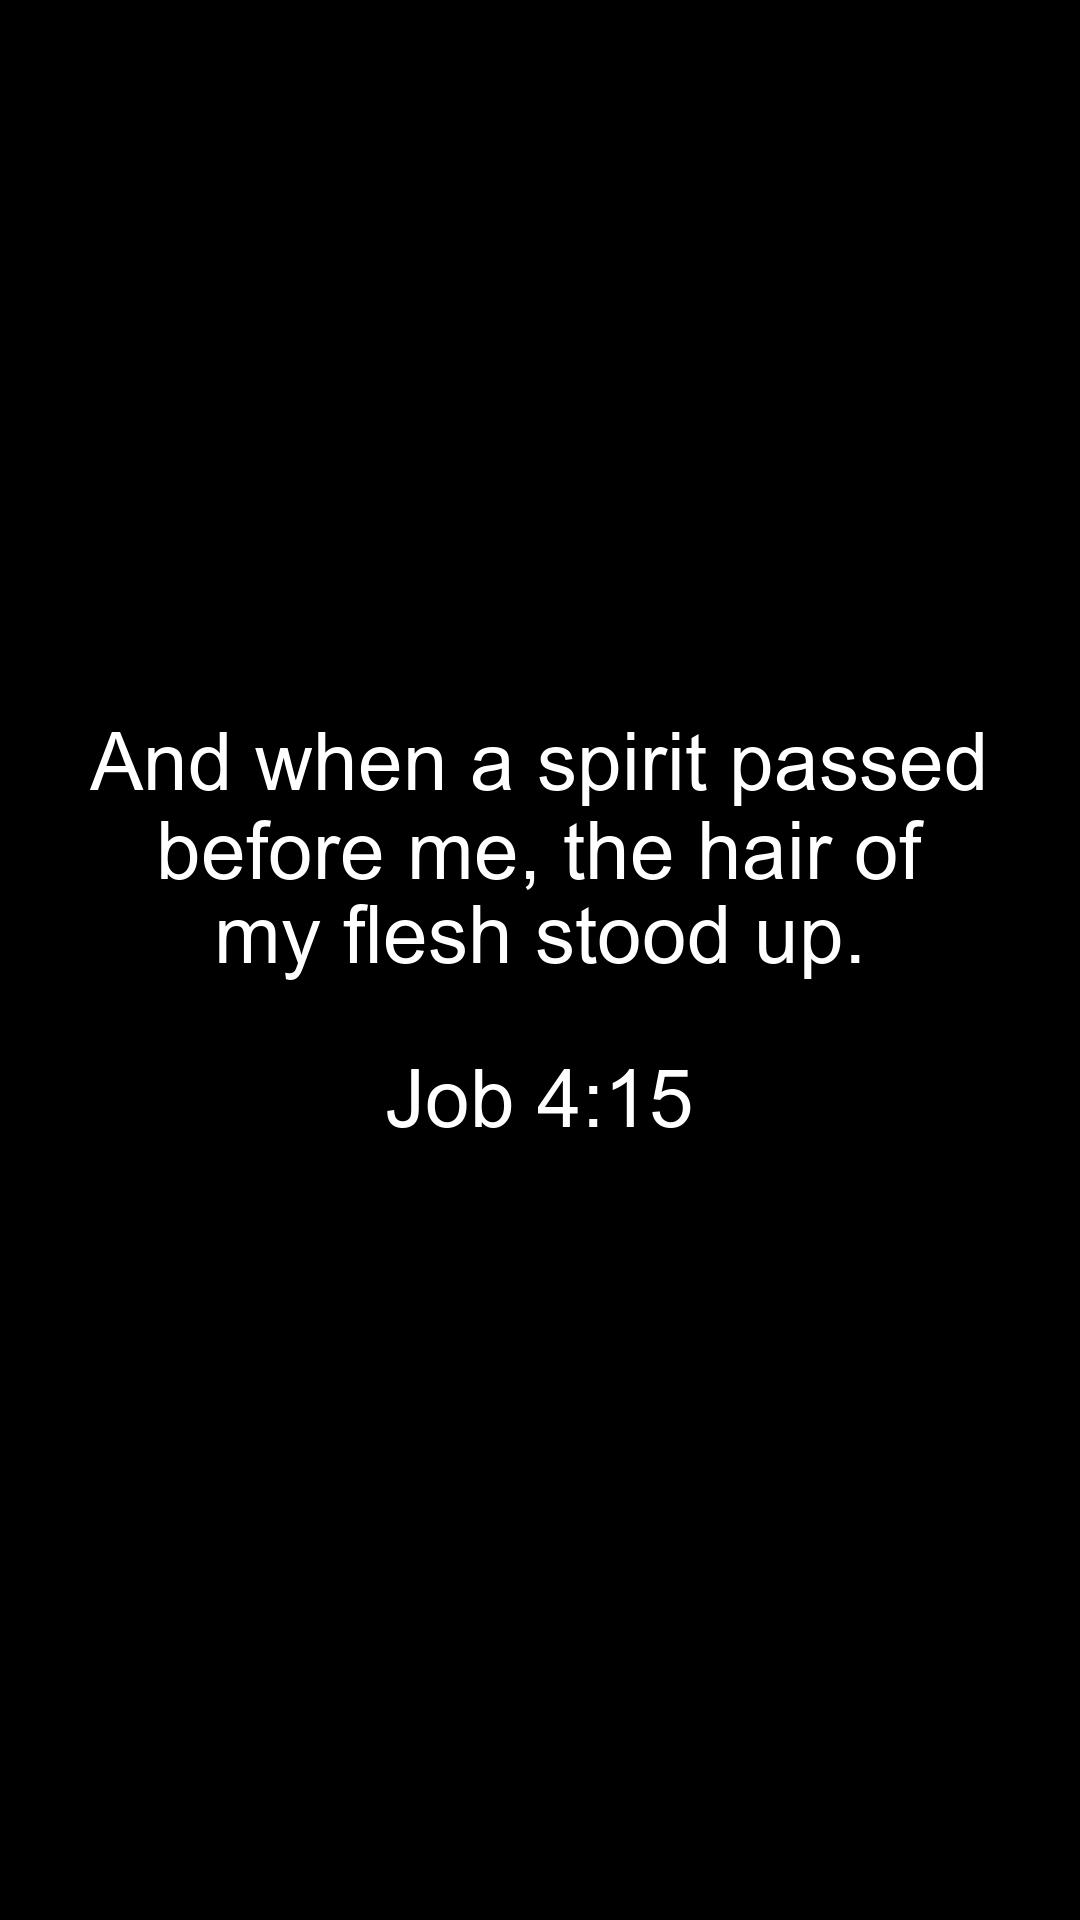 And when a spirit passed
before me, the hair of
my flesh stood up.
Job 4:15